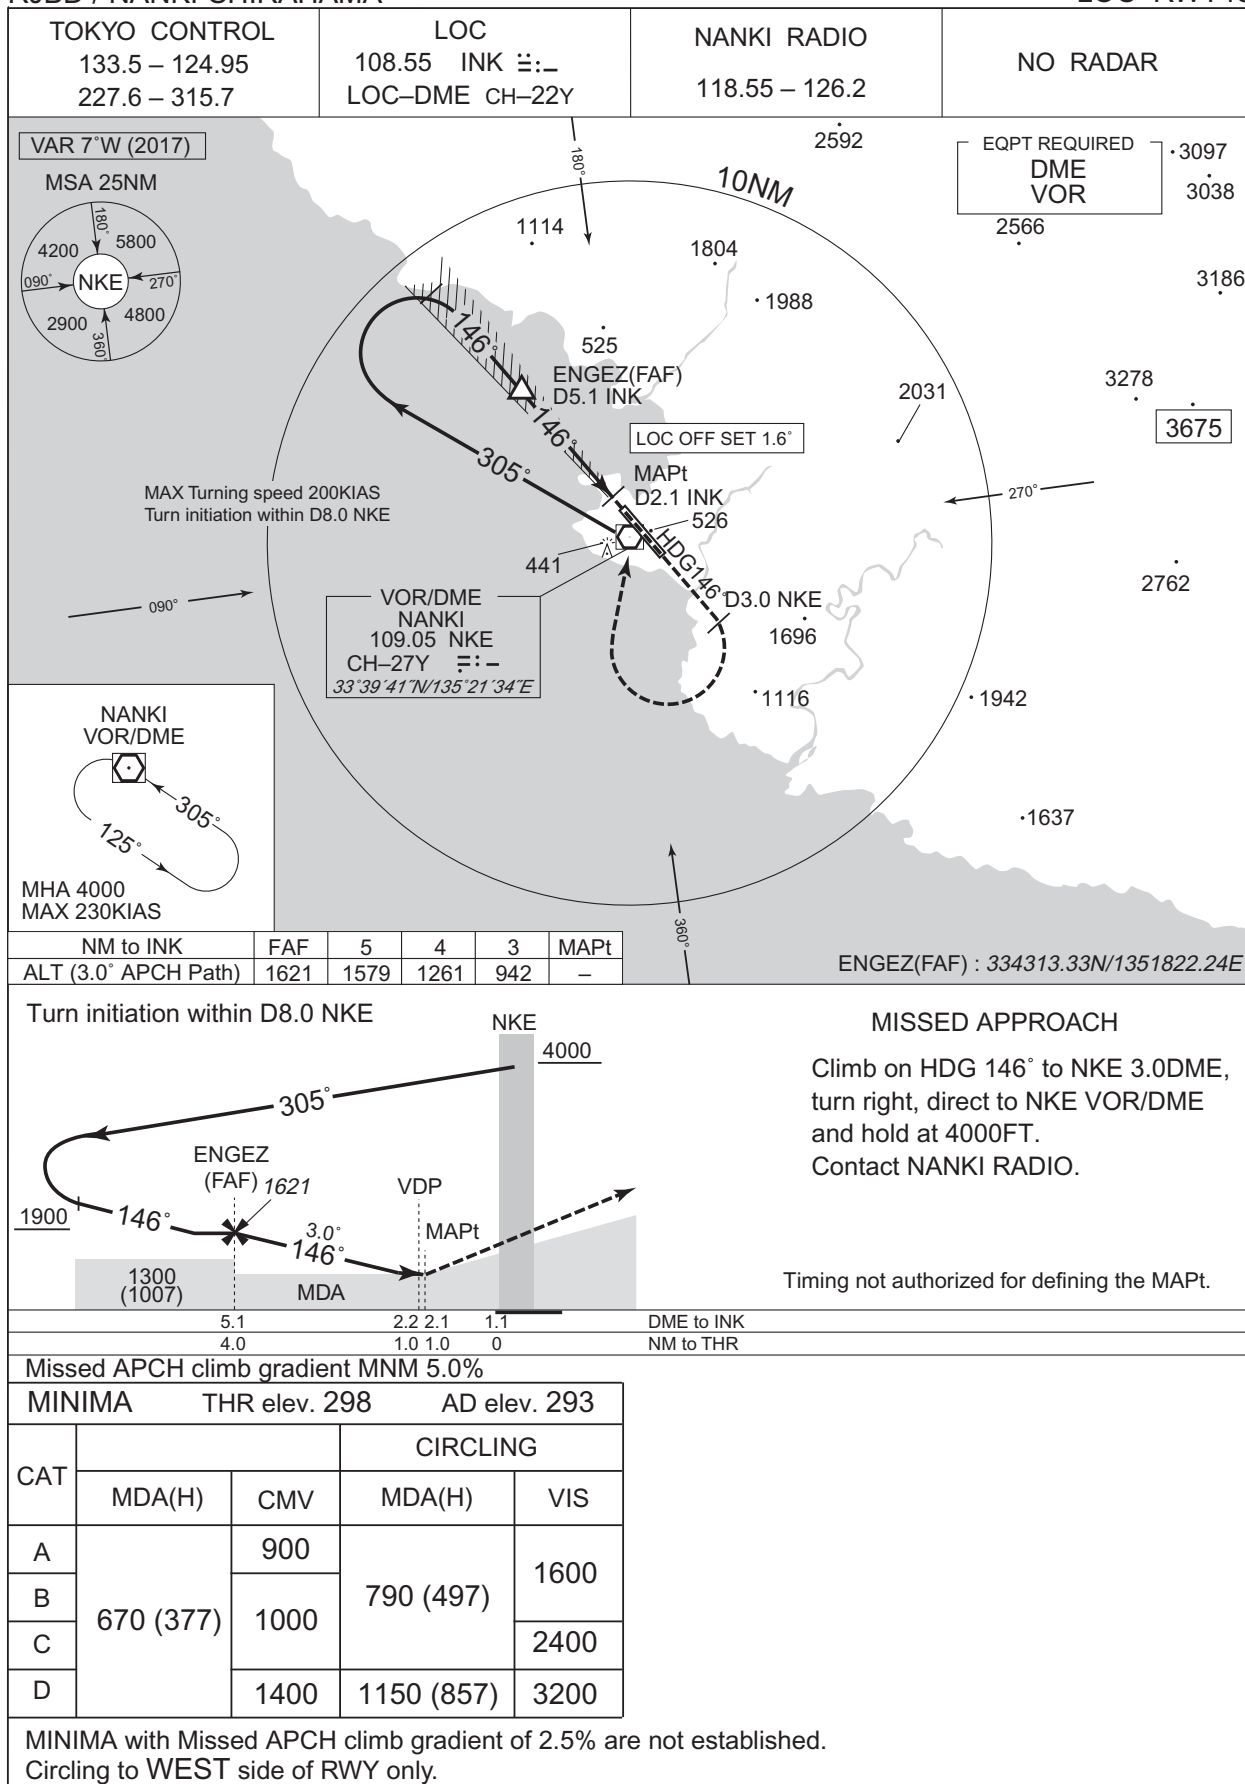 TOKYO CONTROL
133.5 – 124.95
227.6 – 315.7
LOC
108.55 INK
LOC–DME CH–22Y
NANKI RADIO
118.55 – 126.2
NO RADAR
VAR 7°W (2017)
MSA 25NM
180°
4200
5800
090°
NKE
270°
2900
4800
360°
180°
10NM
2592
EQPT REQUIRED
DME
VOR
3097
3038
2566
3186
1114
1804
1988
525
146°
ENGEZ(FAF)
D5.1 INK
146°
305°
2031
3278
3675
LOC OFF SET 1.6°
MAPt
D2.1 INK
526
HDG146°
270°
MAX Turning speed 200KIAS
Turn initiation within D8.0 NKE
441
090°
VOR/DME
NANKI
109.05 NKE
CH–27Y
33°39´41˝N/135°21´34˝E
D3.0 NKE
1696
2762
1116
1942
1637
360°
NANKI
VOR/DME
305°
125°
MHA 4000
MAX 230KIAS
NM to INK FAF 5 4 3 MAPt
ALT (3.0° APCH Path) 1621 1579 1261 942 –
ENGEZ(FAF) : 334313.33N/1351822.24E
Turn initiation within D8.0 NKE
NKE
4000
305°
ENGEZ
(FAF) 1621
VDP
MAPt
1900
146°
3.0°
146°
1300
(1007)
MDA
MISSED APPROACH
Climb on HDG 146° to NKE 3.0DME,
turn right, direct to NKE VOR/DME
and hold at 4000FT.
Contact NANKI RADIO.
Timing not authorized for defining the MAPt.
5.1 2.2 2.1 1.1 DME to INK
4.0 1.0 1.0 0 NM to THR
Missed APCH climb gradient MNM 5.0%
MINIMA THR elev. 298 AD elev. 293
CAT
CIRCLING
MDA(H) CMV MDA(H) VIS
A 900
B 670 (377) 1000 790 (497) 1600
C 2400
D 1400 1150 (857) 3200
MINIMA with Missed APCH climb gradient of 2.5% are not established.
Circling to WEST side of RWY only.